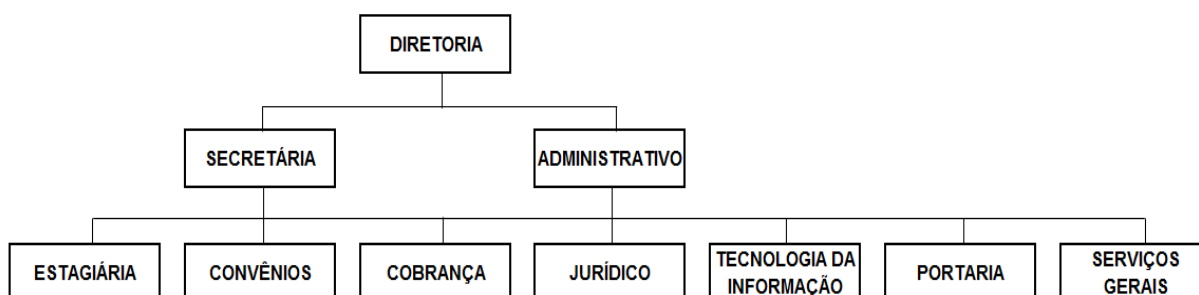 DIRETORIA
SECRETÁRIA
ADMINISTRATIVO
ESTAGIÁRIA
CONVÊNIOS
COBRANÇA
JURÍDICO
TECNOLOGIA DA
INFORMAÇÃO
PORTARIA
SERVIÇOS
GERAIS